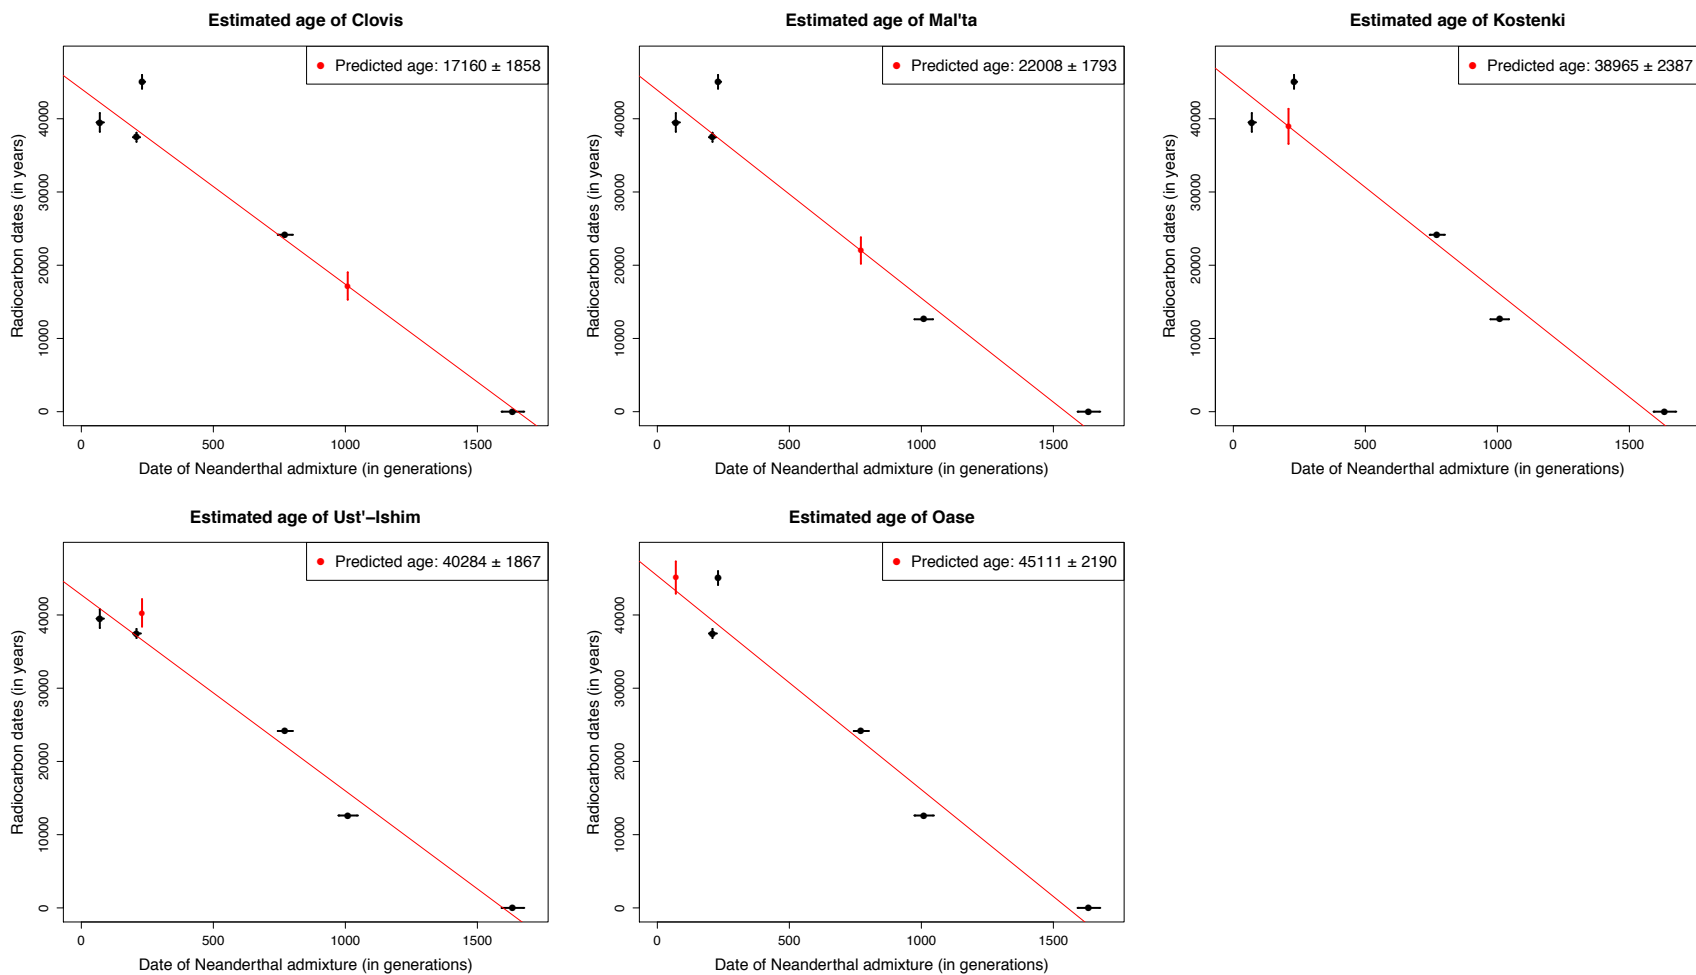 Estimated age of Clovis
Predicted age: 17160 ± 1858
Radiocarbon dates (in years)
40000
30000
20000
10000
0
0 500 1000 1500
Date of Neanderthal admixture (in generations)
Estimated age of Mal'ta
Predicted age: 22008 ± 1793
Radiocarbon dates (in years)
40000
30000
20000
10000
0
0 500 1000 1500
Date of Neanderthal admixture (in generations)
Estimated age of Kostenki
Predicted age: 38965 ± 2387
Radiocarbon dates (in years)
40000
30000
20000
10000
0
0 500 1000 1500
Date of Neanderthal admixture (in generations)
Estimated age of Ust'−Ishim
Predicted age: 40284 ± 1867
Radiocarbon dates (in years)
40000
30000
20000
10000
0
0 500 1000 1500
Date of Neanderthal admixture (in generations)
Estimated age of Oase
Predicted age: 45111 ± 2190
Radiocarbon dates (in years)
40000
30000
20000
10000
0
0 500 1000 1500
Date of Neanderthal admixture (in generations)